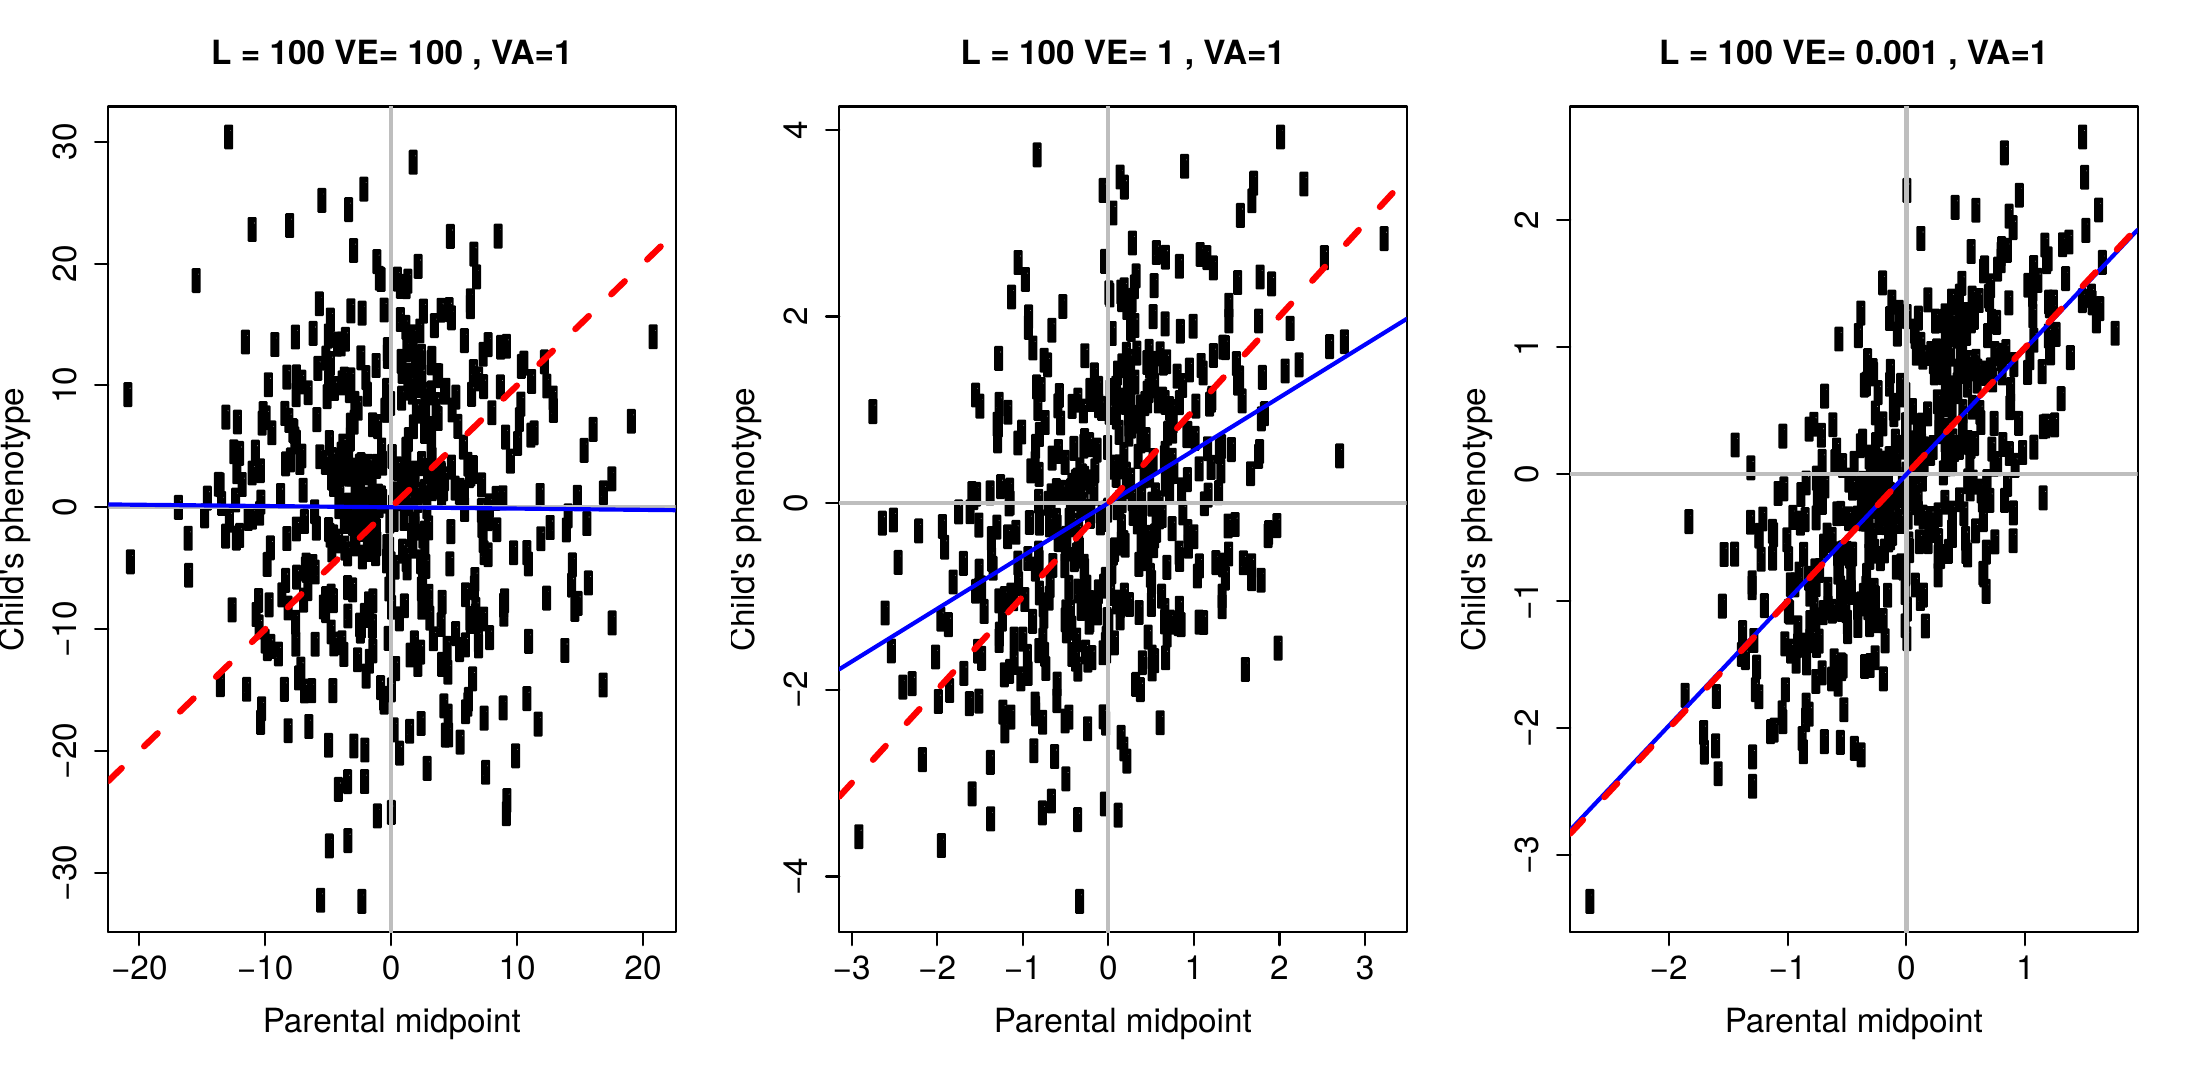 L = 100 VE= 100 , VA=1
30
20
10
0
−10
−20
−30
Child's phenotype
−20 −10 0 10 20
Parental midpoint
L = 100 VE= 1 , VA=1
4
2
0
−2
−4
Child's phenotype
−3 −2 −1 0 1 2 3
Parental midpoint
L = 100 VE= 0.001 , VA=1
2
1
0
−1
−2
−3
Child's phenotype
−2 −1 0 1
Parental midpoint